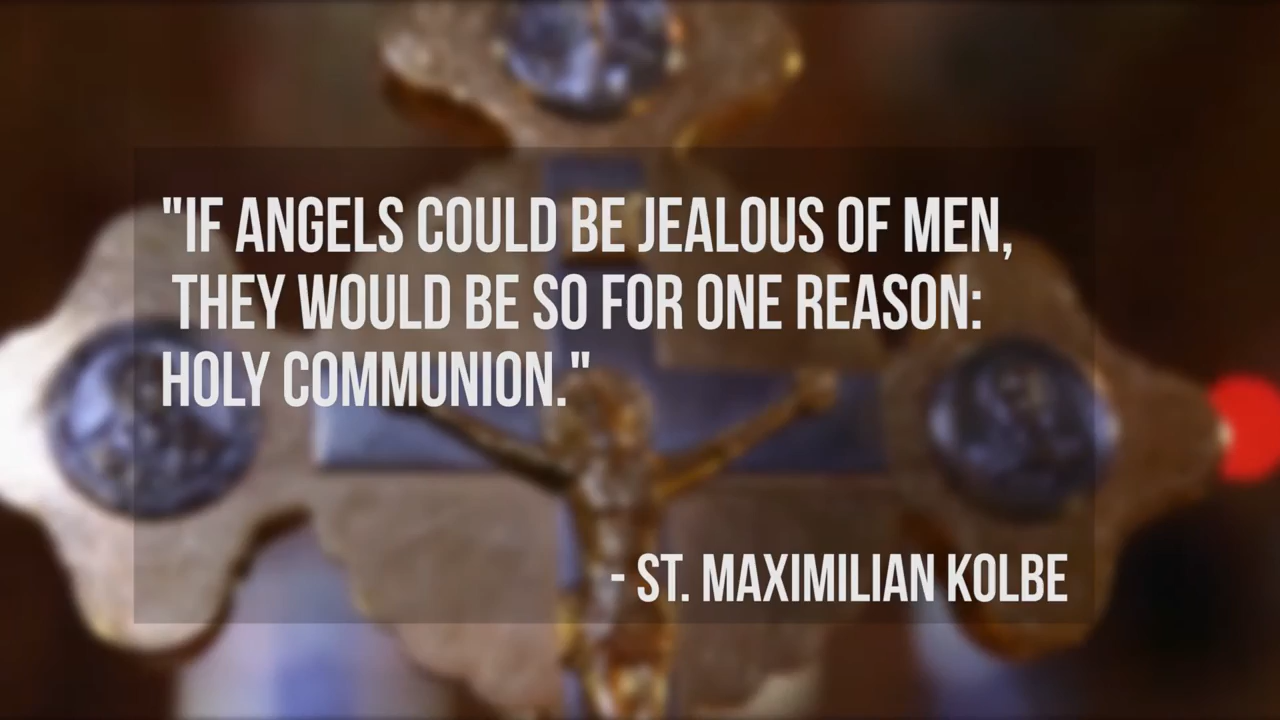 "IF ANGELS COULD BE JEALOUS OF MEN,
THEY WOULD BE SO FOR ONE REASON:
HOLY COMMUNION."
- ST. MAXIMILIAN KOLBE